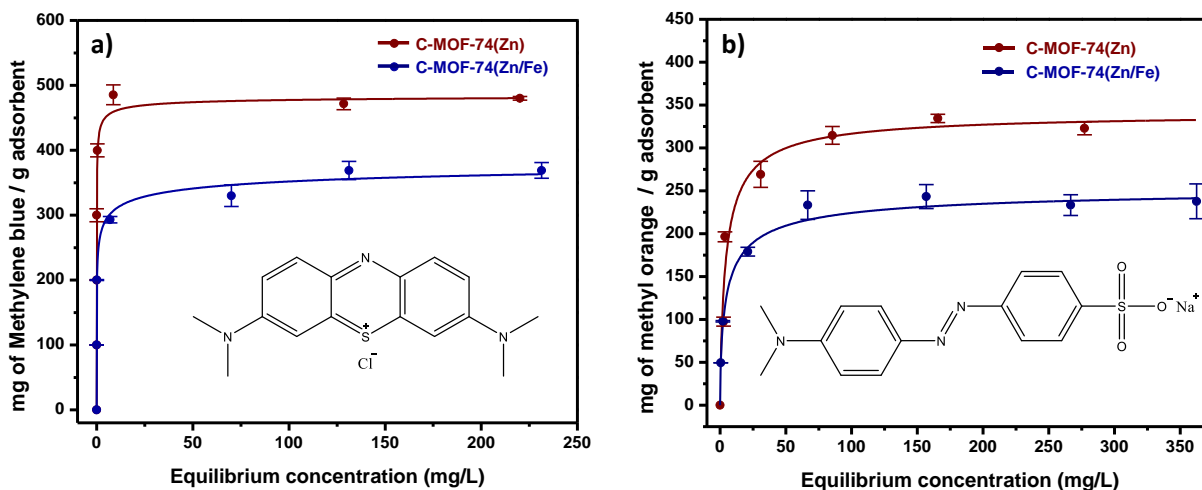 a)
C-MOF-74(Zn)
C-MOF-74(Zn/Fe)
mg of Methylene blue / g adsorbent
600
500
400
300
200
100
0
N
N
S
+
N
Cl−
0 50 100 150 200 250
Equilibrium concentration (mg/L)
b)
C-MOF-74(Zn)
C-MOF-74(Zn/Fe)
mg of methyl orange / g adsorbent
450
400
350
300
250
200
150
100
50
0
O
S
O−
Na+
O
N
N
N
0 50 100 150 200 250 300 350
Equilibrium concentration (mg/L)